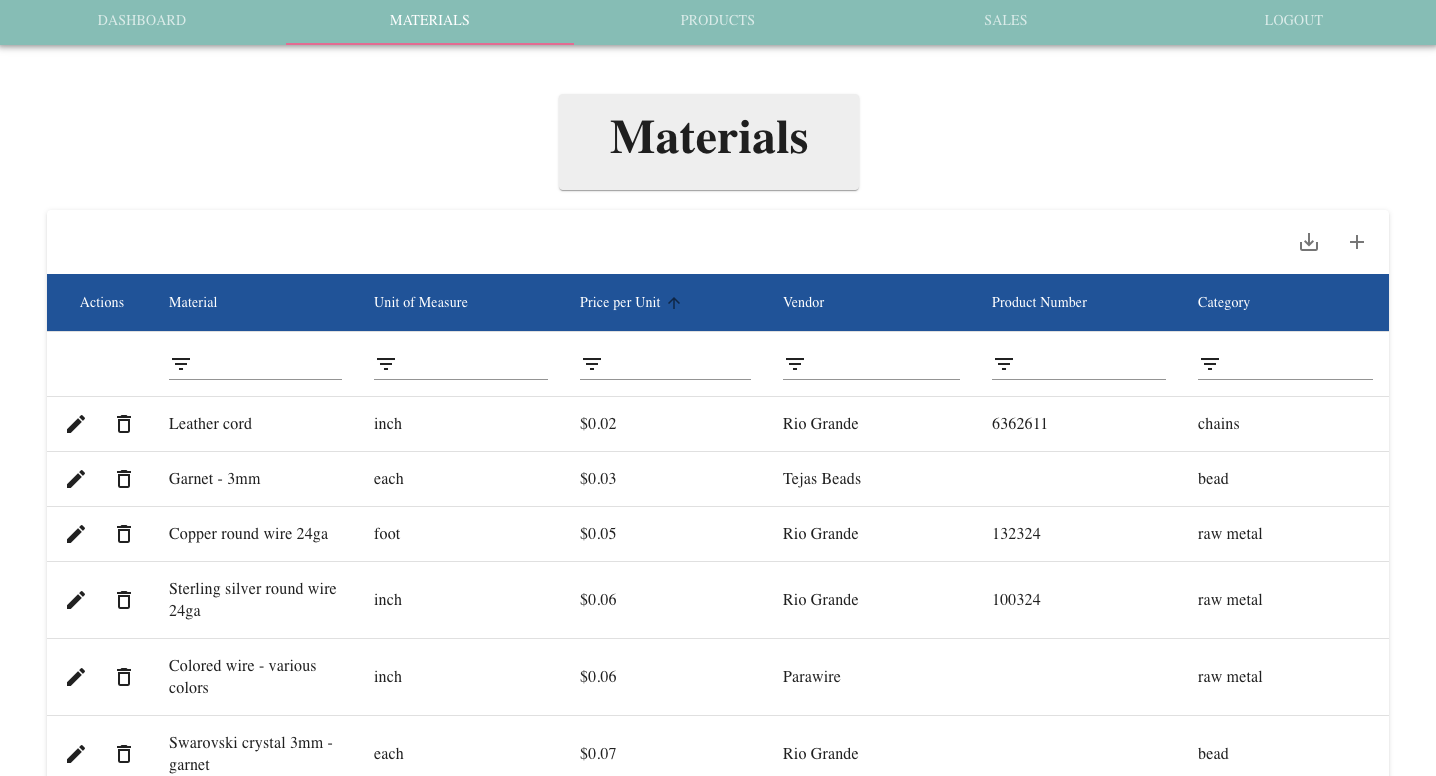 DASHBOARD MATERIALS PRODUCTS SALES LOGOUT
Materials
Actions Material Unit of Measure Price per Unit Vendor Product Number Category
Leather cord inch $0.02 Rio Grande 6362611 chains
Garnet - 3mm each $0.03 Tejas Beads bead
Copper round wire 24ga foot $0.05 Rio Grande 132324 raw metal
Sterling silver round wire
24ga inch $0.06 Rio Grande 100324 raw metal
Colored wire - various
colors inch $0.06 Parawire raw metal
Swarovski crystal 3mm -
garnet each $0.07 Rio Grande bead